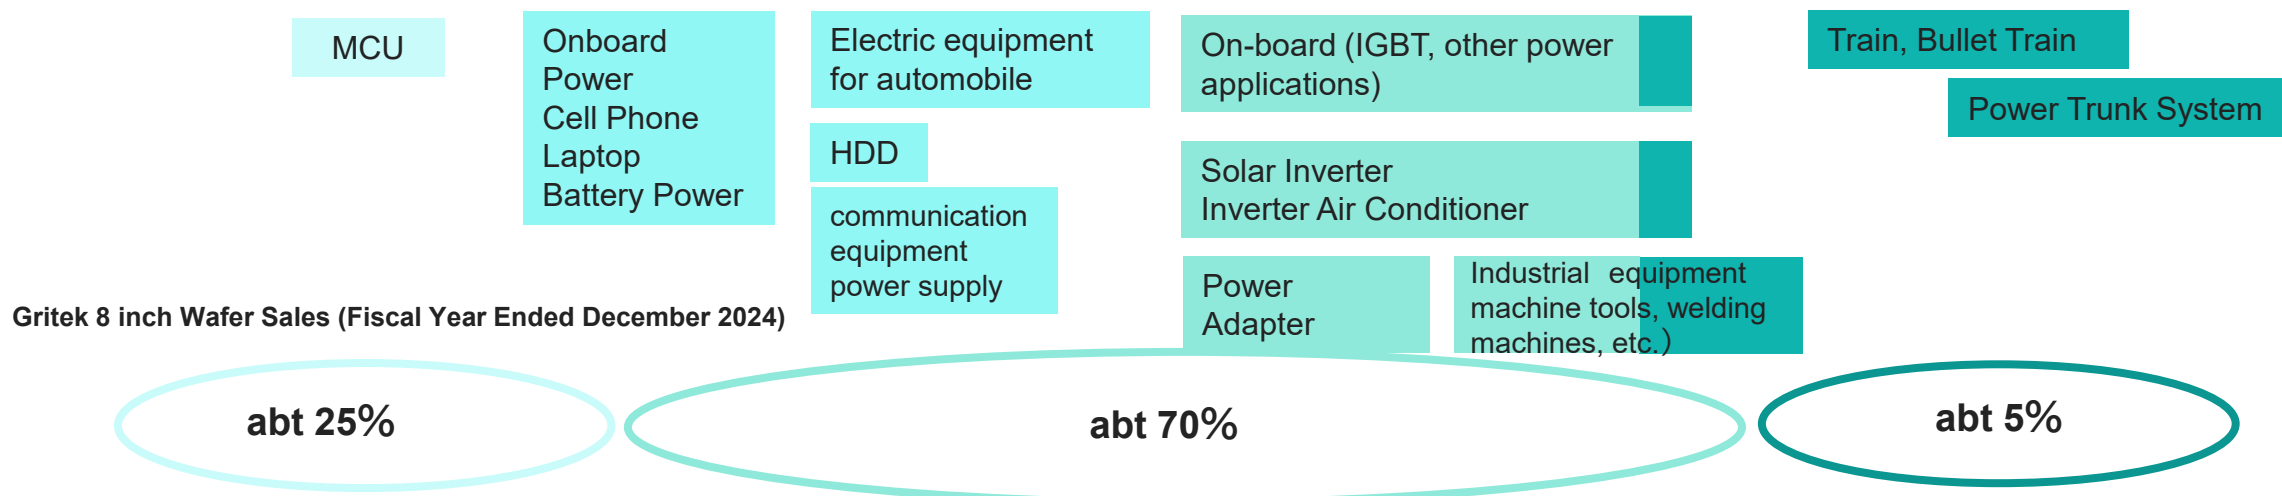 MCU
Onboard
Power
Cell Phone
Laptop
Battery Power
Electric equipment
for automobile
HDD
communication
equipment
power supply
On-board (IGBT, other power
applications)
Solar Inverter
Inverter Air Conditioner
Power
Adapter
Industrial equipment
machine tools, welding
machines, etc.）
Train, Bullet Train
Power Trunk System
Gritek 8 inch Wafer Sales (Fiscal Year Ended December 2024)
abt 25%
abt 70%
abt 5%